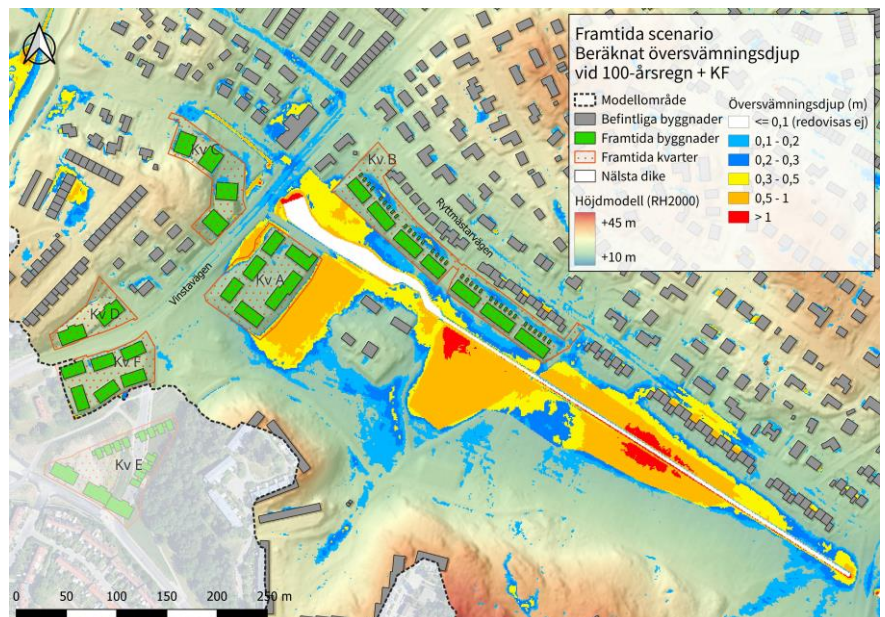 Framtida scenario
Beräknat översvämningsdjup
vid 100-årsregn + KF
Modellområde
Befintliga byggnader
Framtida byggnader
Framtida kvarter
Nälsta dike
Höjdmodell (RH2000)
+45 m
+10 m
Översvämningsdjup (m)
<= 0,1 (redovisas ej)
0,1 - 0,2
0,2 - 0,3
0,3 - 0,5
0,5 - 1
> 1
Kv C
Kv B
Ryttmästarvägen
Kv A
Vinstavägen
Kv D
Kv F
Kv E
0 50 100 150 200 250 m